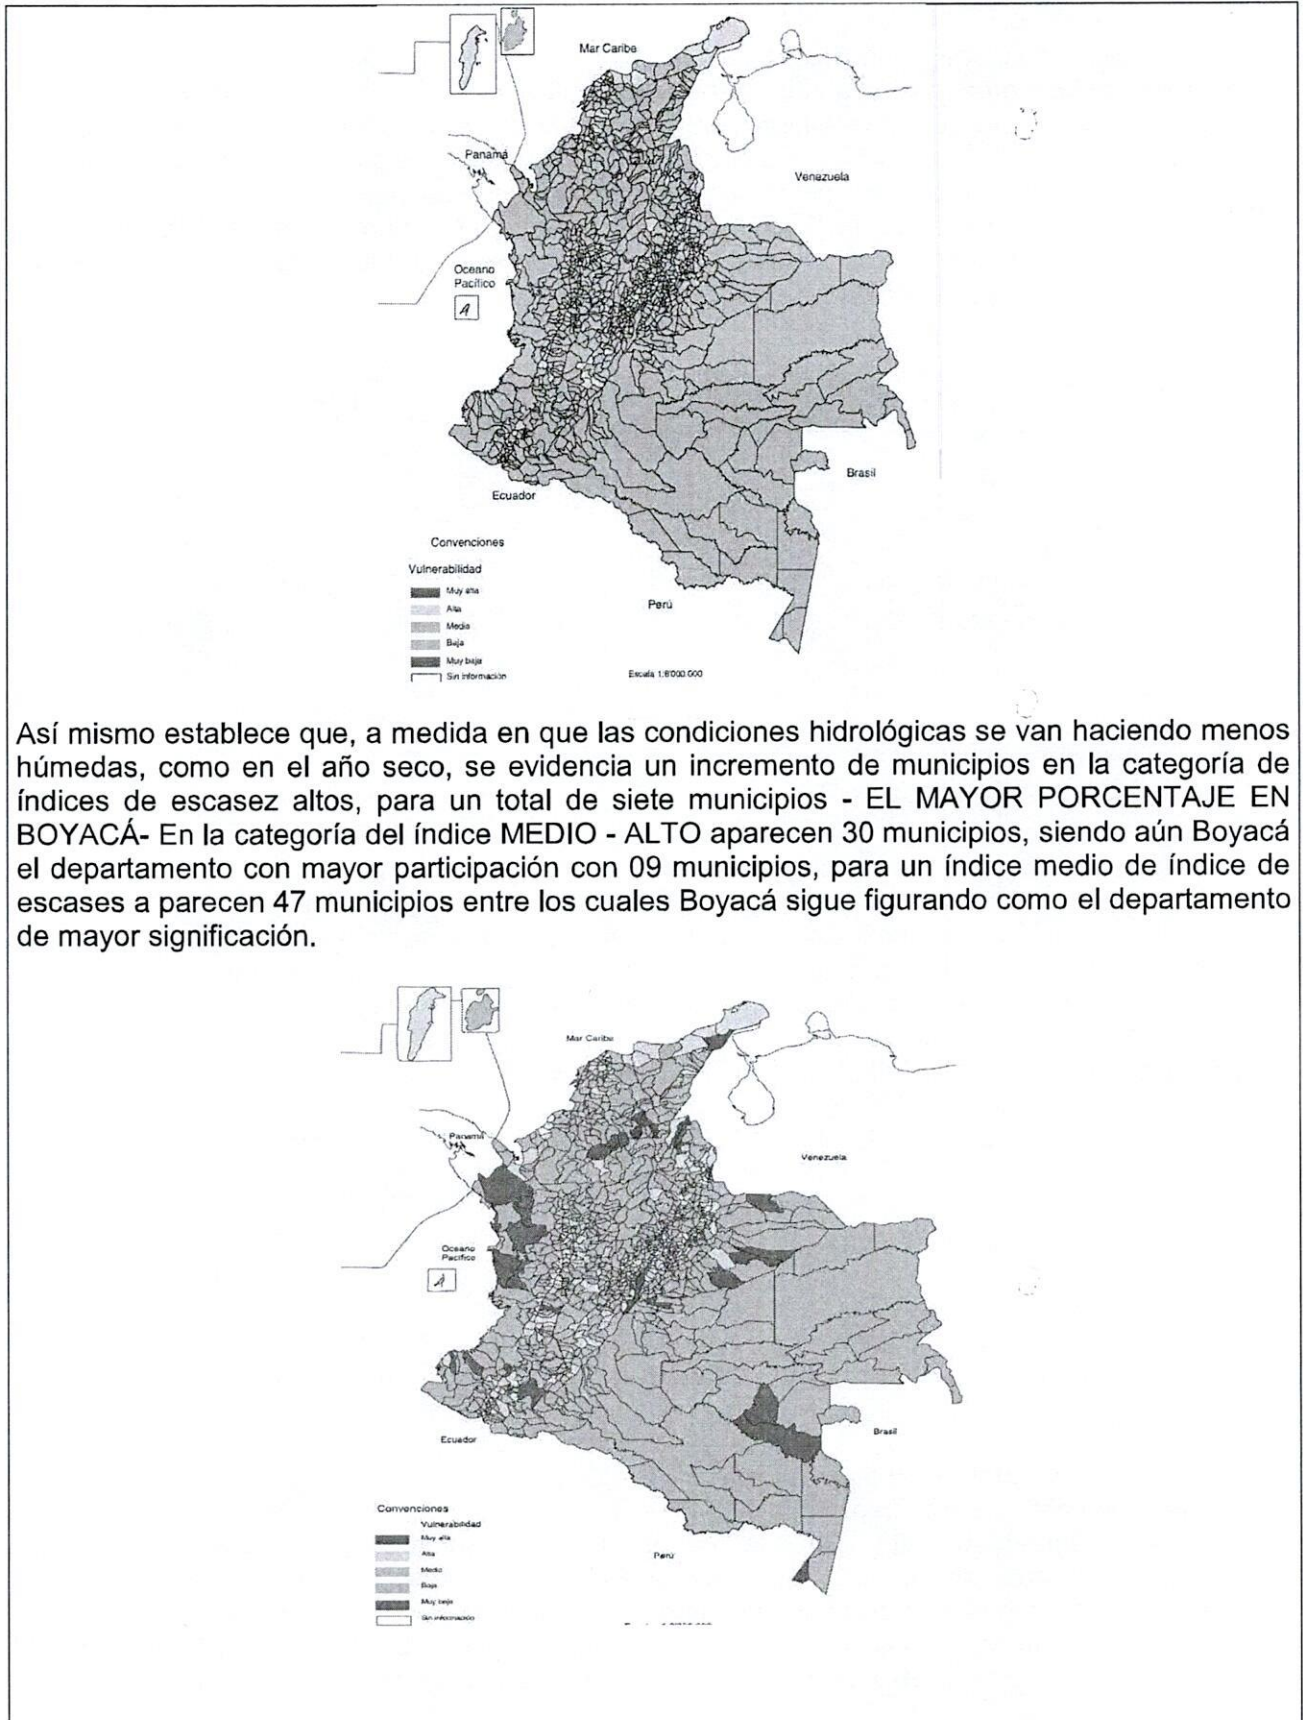 Mar Caribe
Panamá
Venezuela
Oceano
Pacífico
A
Brasil
Ecuador
Convenciones
Vulnerabilidad
Muy alta
Alta
Media
Baja
Muy baja
Sin información
Perú
Escala 1:6'000.000
Así mismo establece que, a medida en que las condiciones hidrológicas se van haciendo menos
húmedas, como en el año seco, se evidencia un incremento de municipios en la categoría de
índices de escasez altos, para un total de siete municipios - EL MAYOR PORCENTAJE EN
BOYACÁ- En la categoría del índice MEDIO - ALTO aparecen 30 municipios, siendo aún Boyacá
el departamento con mayor participación con 09 municipios, para un índice medio de índice de
escases a parecen 47 municipios entre los cuales Boyacá sigue figurando como el departamento
de mayor significación.
Mar Caribe
Panamá
Venezuela
Oceano
Pacífico
A
Brasil
Ecuador
Convenciones
Vulnerabilidad
Muy alta
Alta
Medio
Baja
Muy baja
Sin información
Perú